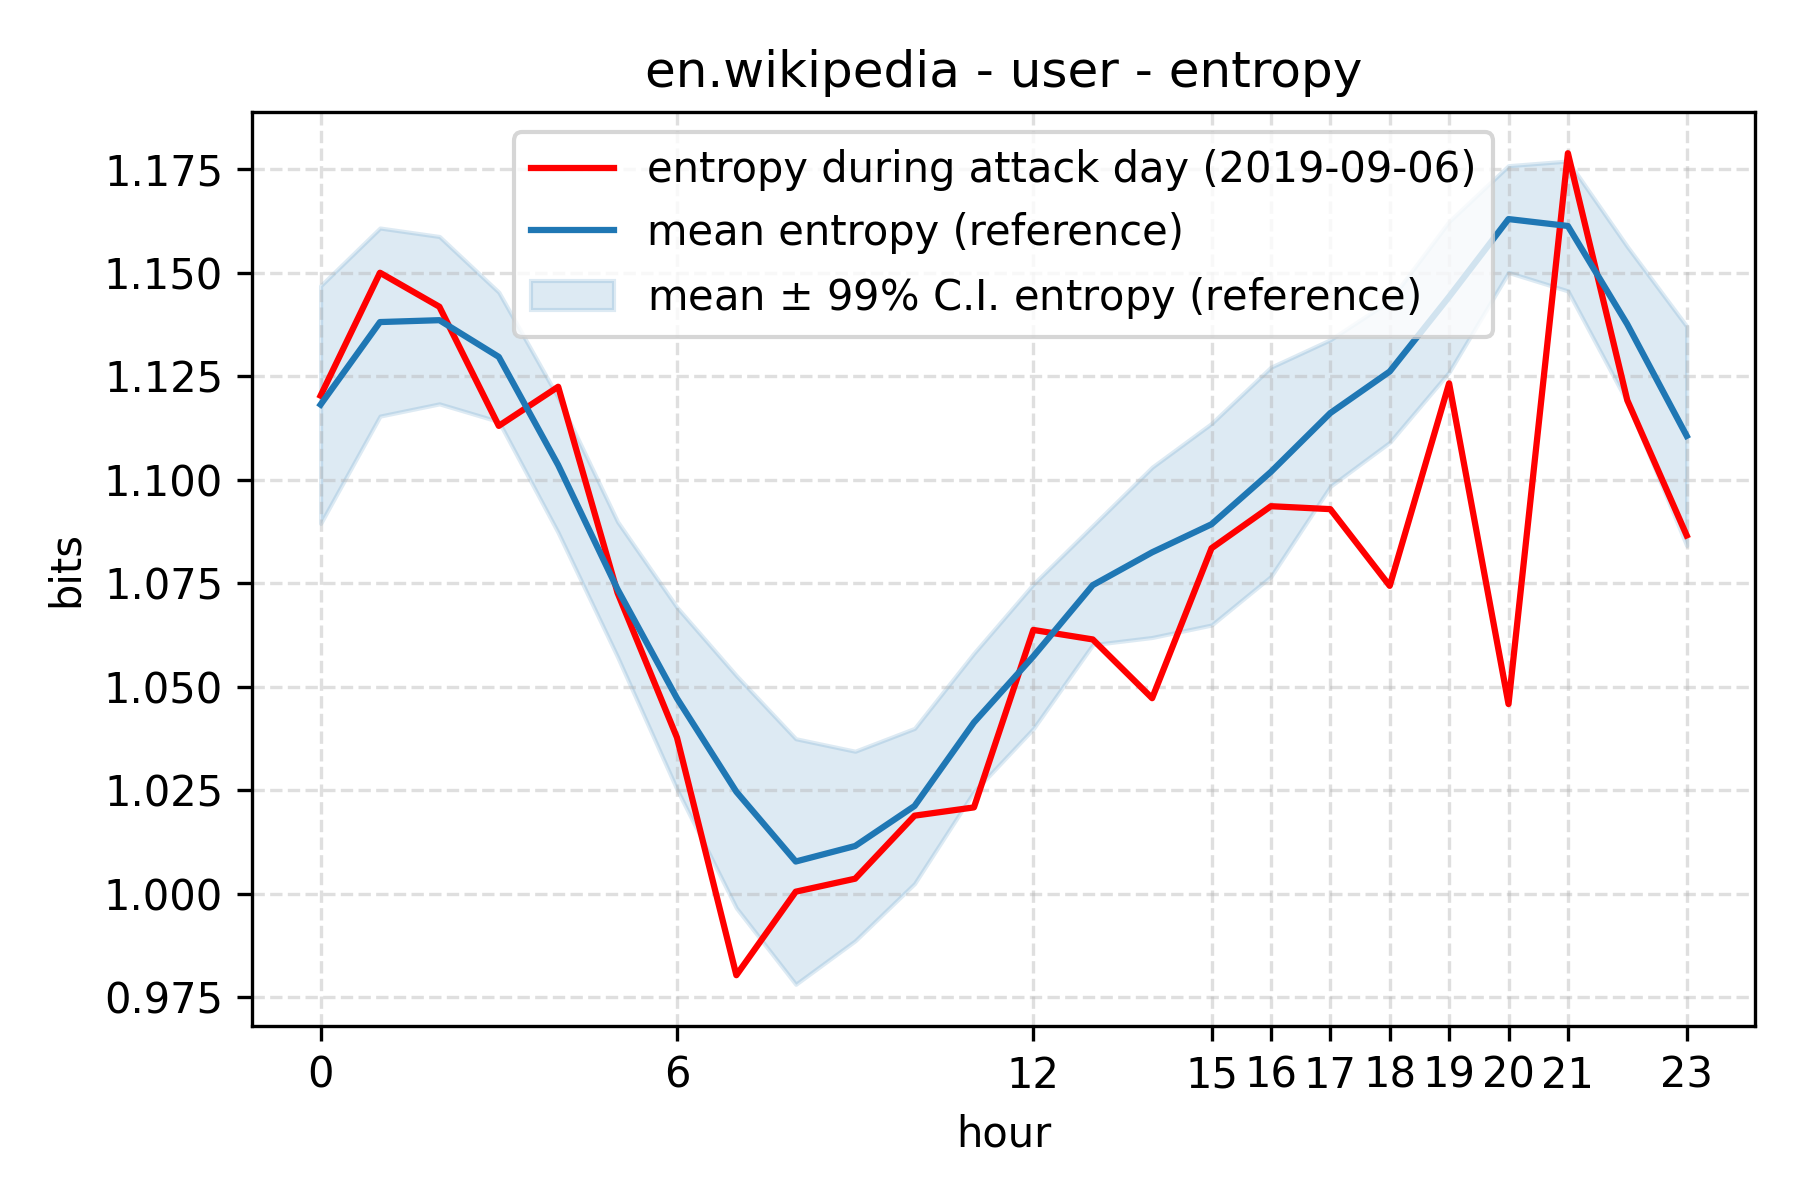 en.wikipedia - user - entropy
entropy during attack day (2019-09-06)
mean entropy (reference)
mean ± 99% C.I. entropy (reference)
1.175
1.150
1.125
1.100
1.075
1.050
1.025
1.000
0.975
bits
0 6 12 15 16 17 18 19 20 21 23
hour